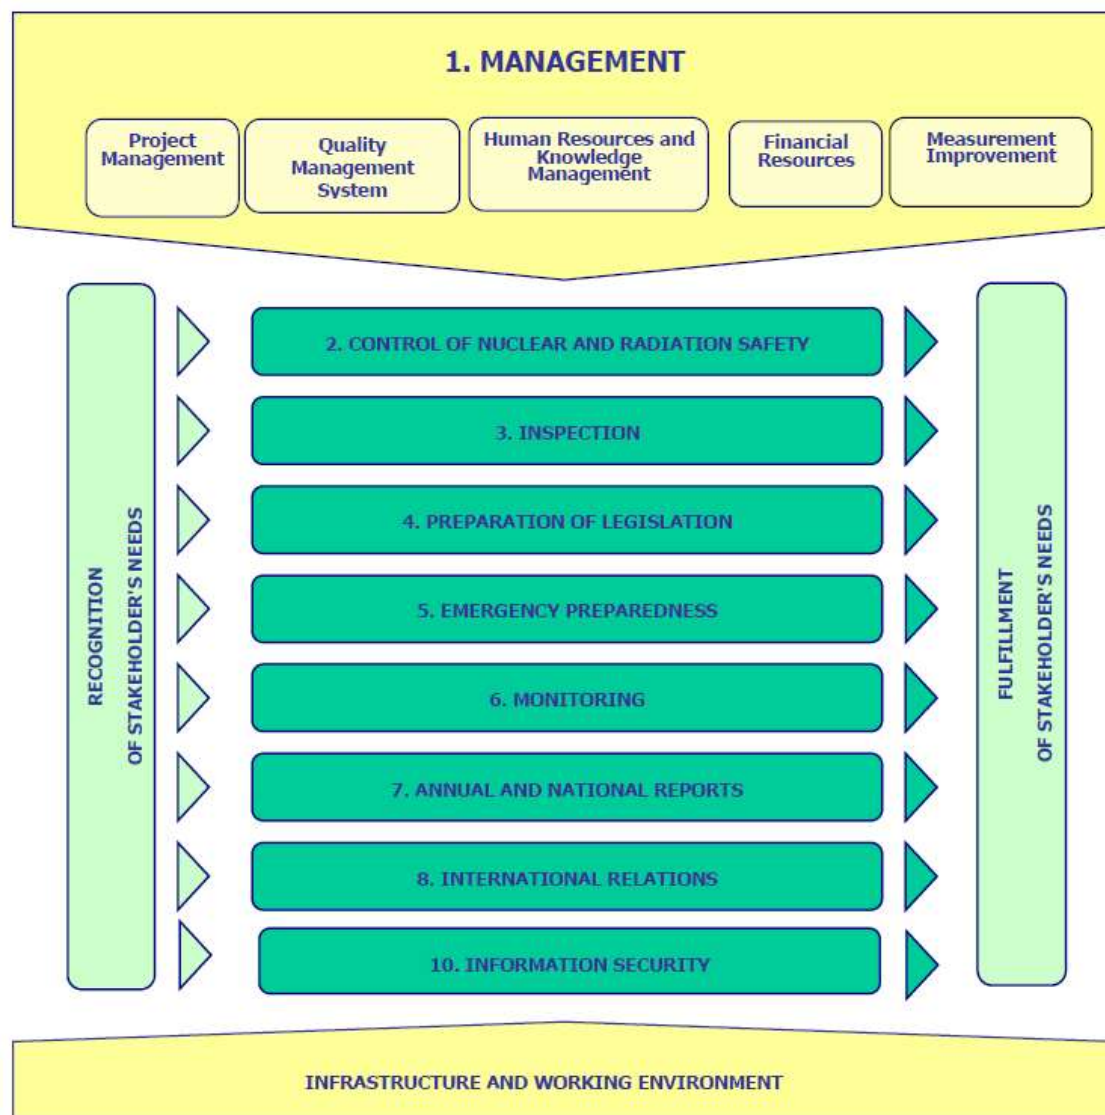 1. MANAGEMENT
Project
Management
Quality
Management
System
Human Resources and
Knowledge
Management
Financial
Resources
Measurement
Improvement
RECOGNITION
OF STAKEHOLDER'S NEEDS
2. CONTROL OF NUCLEAR AND RADIATION SAFETY
3. INSPECTION
4. PREPARATION OF LEGISLATION
5. EMERGENCY PREPAREDNESS
6. MONITORING
7. ANNUAL AND NATIONAL REPORTS
8. INTERNATIONAL RELATIONS
10. INFORMATION SECURITY
FULFILLMENT
OF STAKEHOLDER'S NEEDS
INFRASTRUCTURE AND WORKING ENVIRONMENT